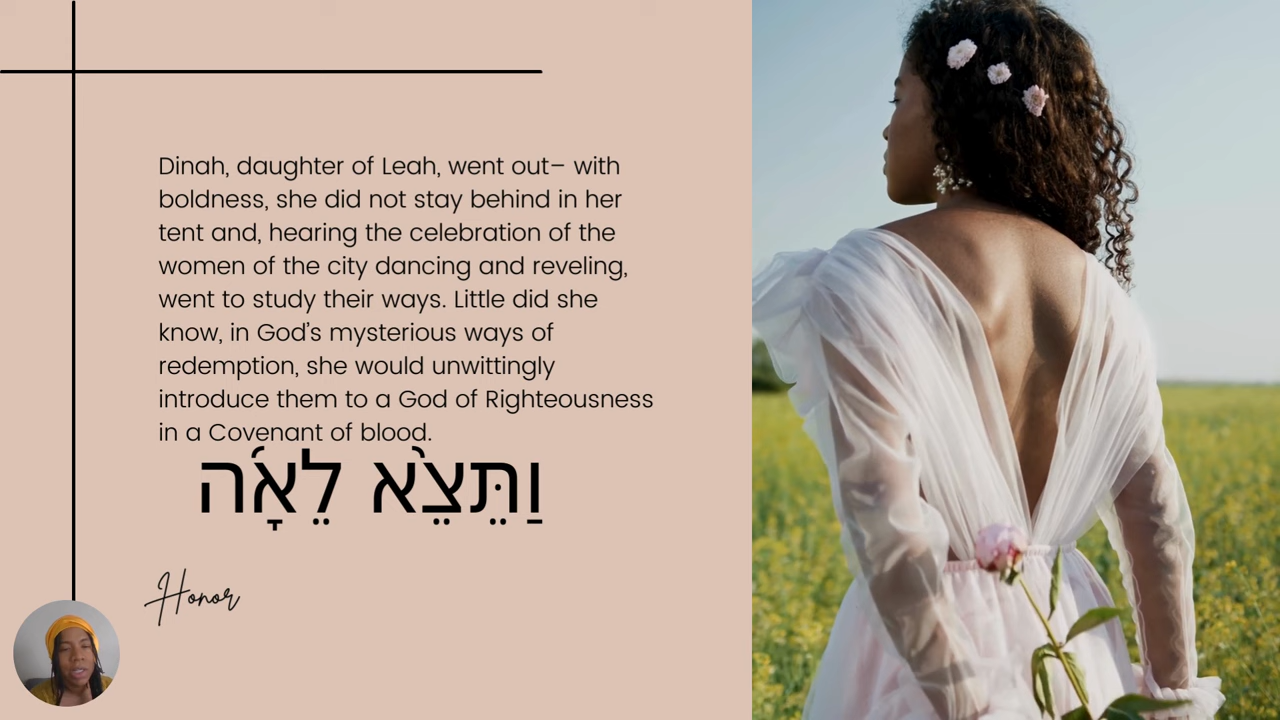 Dinah, daughter of Leah, went out– with
boldness, she did not stay behind in her
tent and, hearing the celebration of the
women of the city dancing and reveling,
went to study their ways. Little did she
know, in God’s mysterious ways of
redemption, she would unwittingly
introduce them to a God of Righteousness
in a Covenant of blood.
וַתֵּצֵ֨א לֵאָ֜ה
Honor